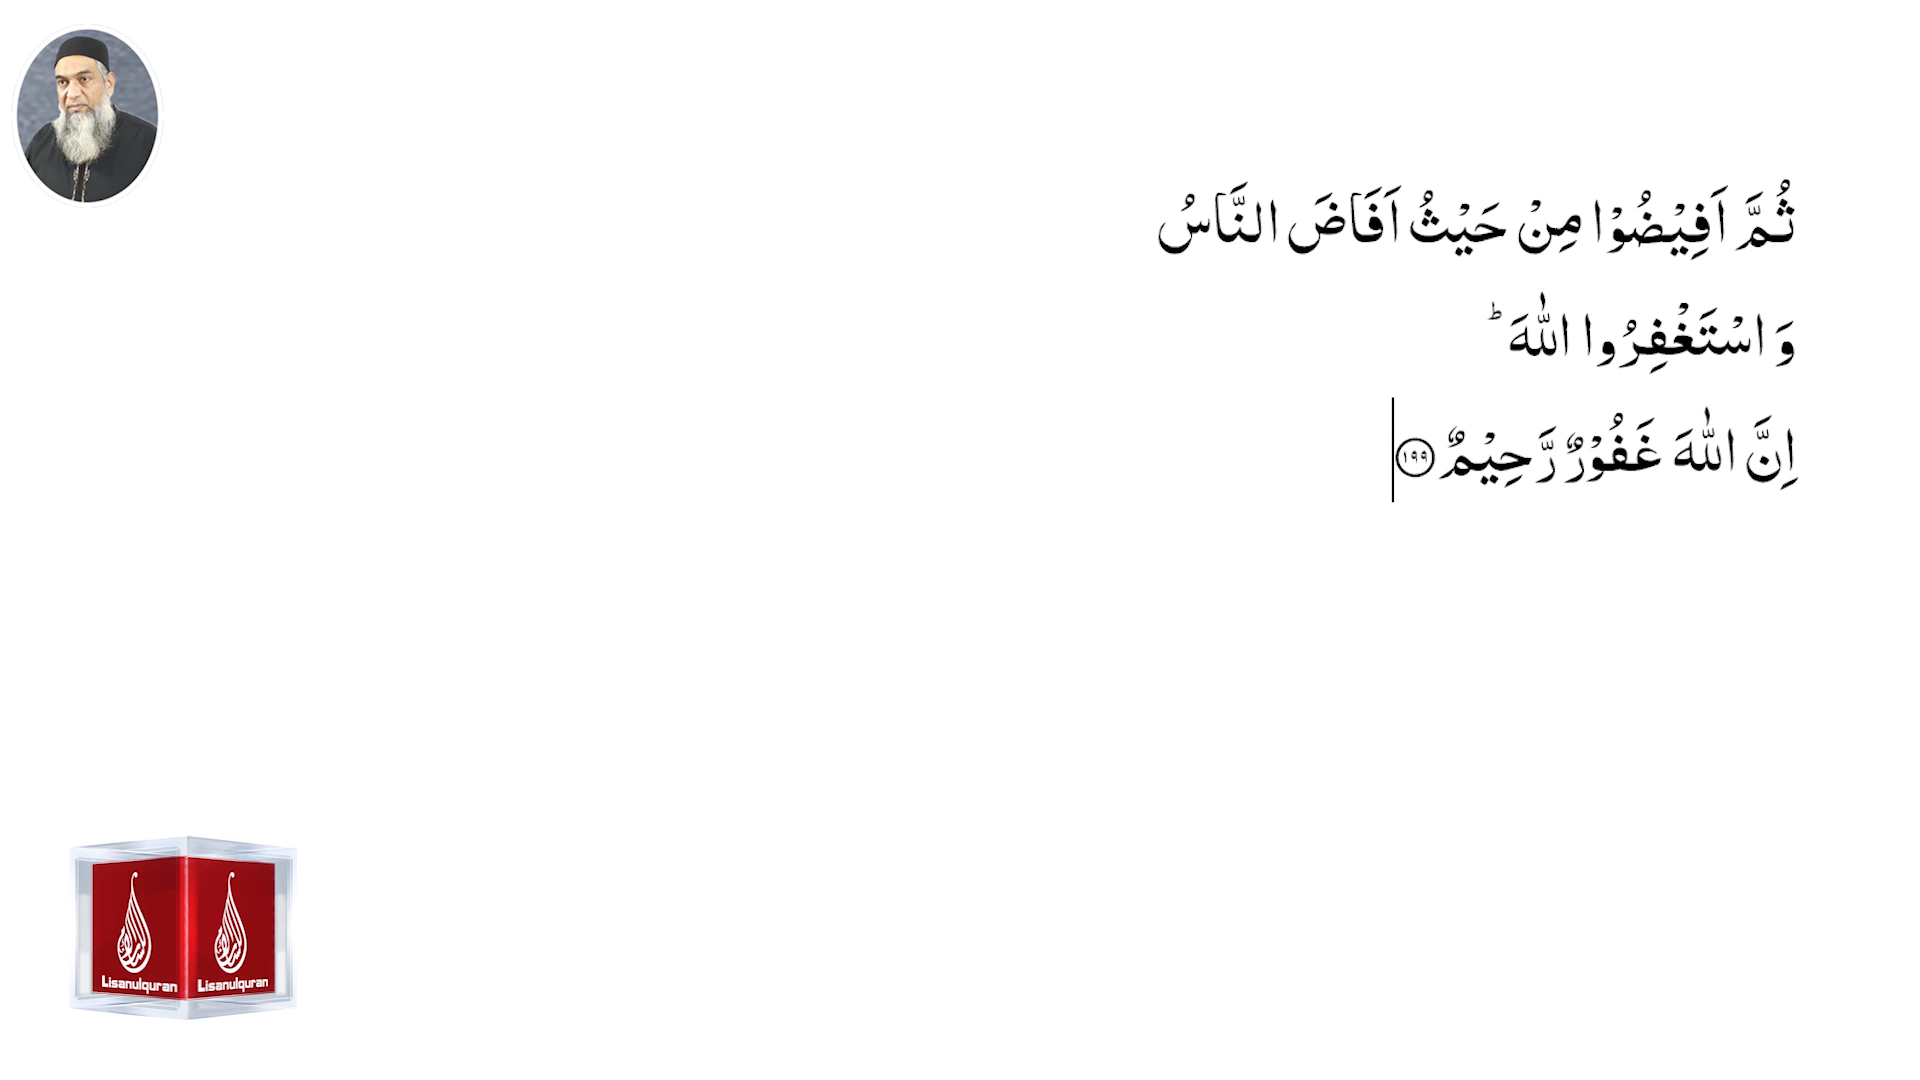 ثُمَّ اَفِيْضُوْا مِنْ حَيْثُ اَفَاضَ النَّاسُ
وَ اسْتَغْفِرُوا اللّٰهَ ؕ
اِنَّ اللّٰهَ غَفُوْرٌ رَّحِيْمٌ ۝۱۹۹
Lisanulquran Lisanulquran